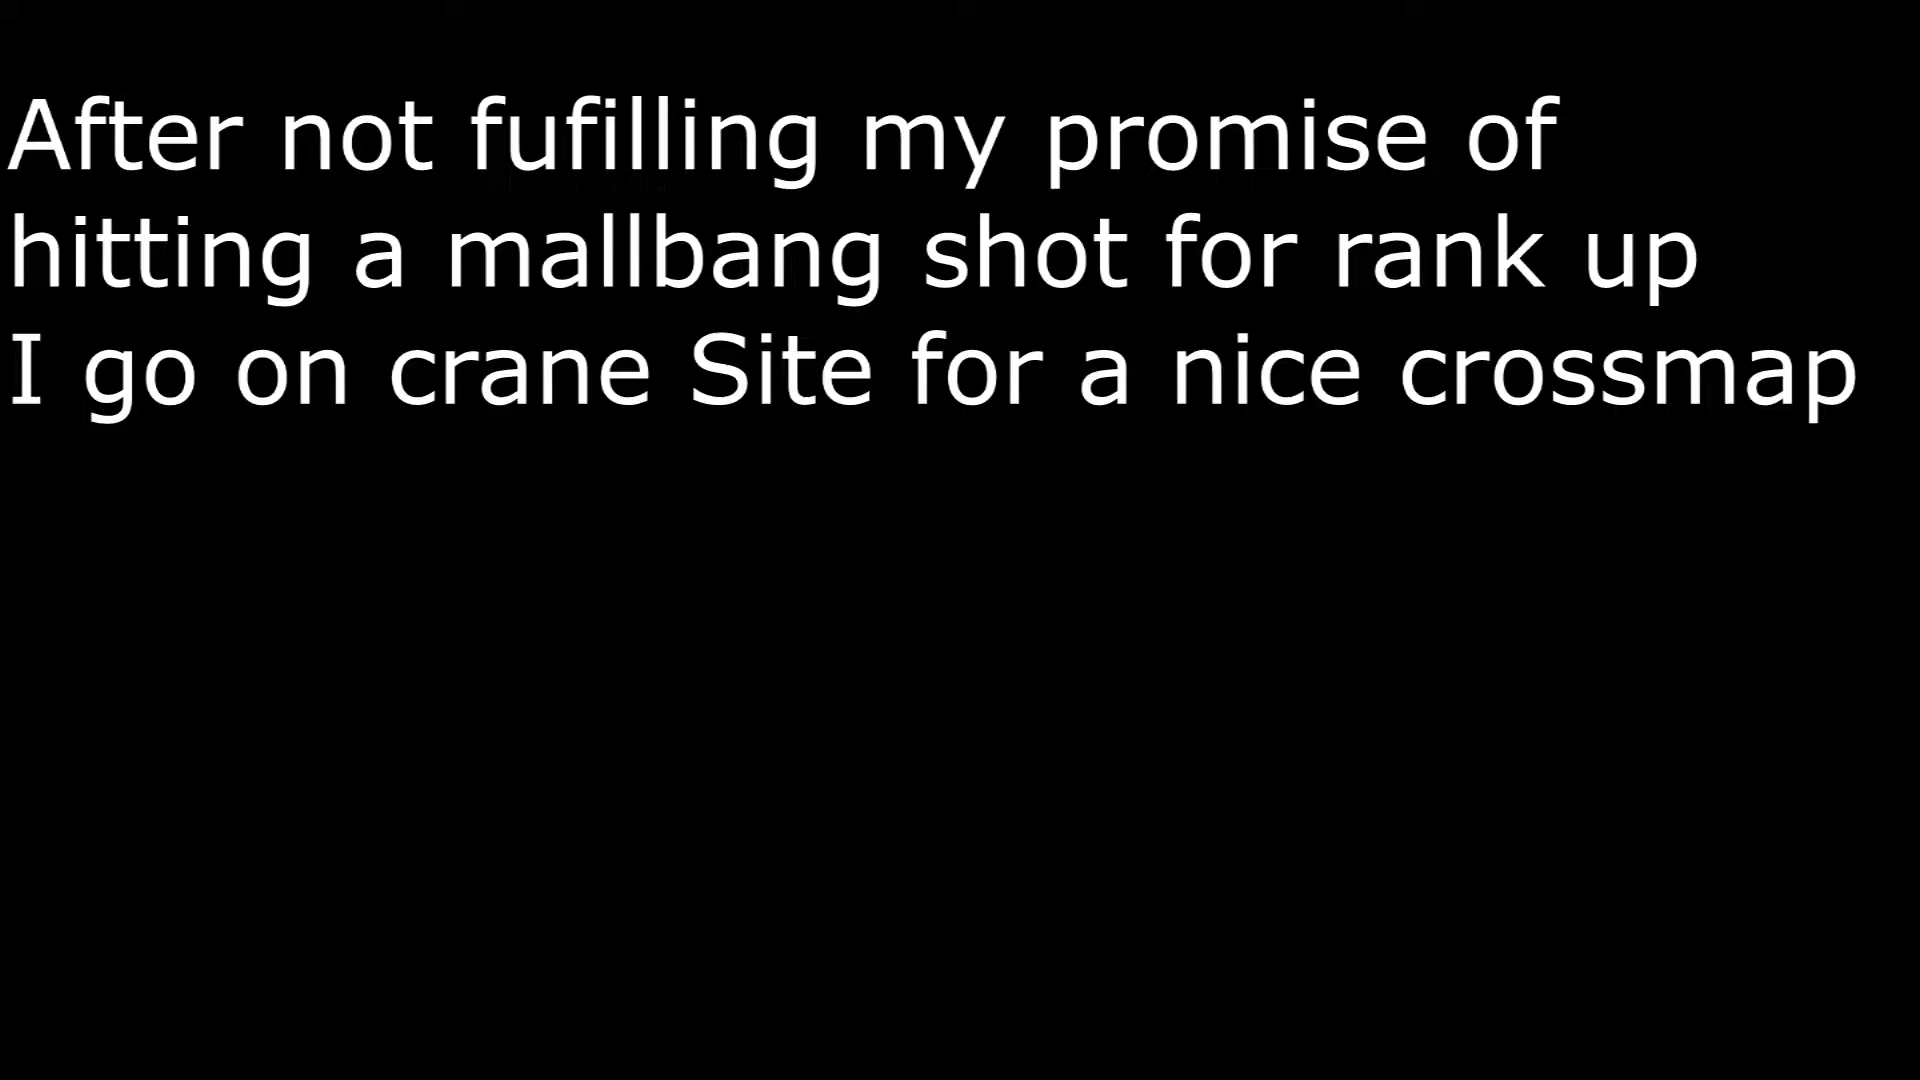 After not fufilling my promise of
hitting a mallbang shot for rank up
I go on crane Site for a nice crossmap